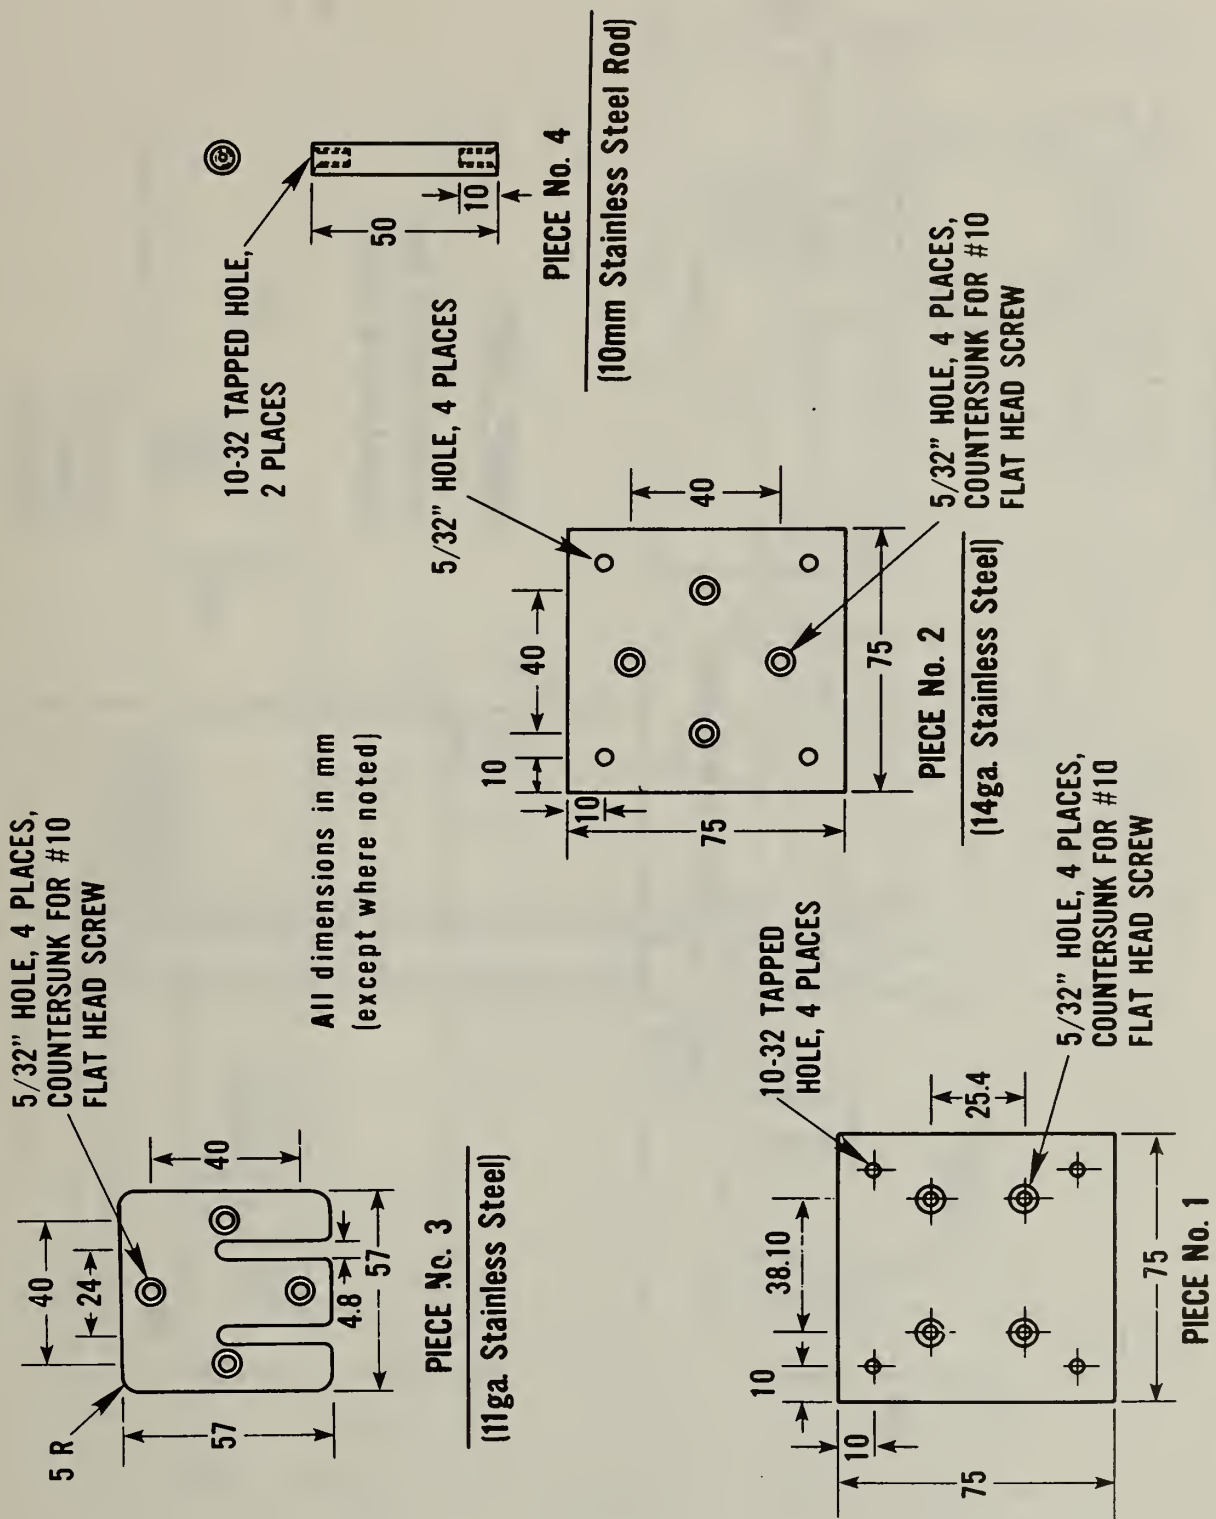 5/32" HOLE, 4 PLACES,
COUNTERSUNK FOR #10
FLAT HEAD SCREW
5 R
40
24
40
57
4.8
57
PIECE No. 3
(11ga. Stainless Steel)
All dimensions in mm
(except where noted)
10-32 TAPPED HOLE,
2 PLACES
50
10
PIECE No. 4
(10mm Stainless Steel Rod)
5/32" HOLE, 4 PLACES
10
40
40
10
75
75
5/32" HOLE, 4 PLACES,
COUNTERSUNK FOR #10
FLAT HEAD SCREW
PIECE No. 2
(14ga. Stainless Steel)
10-32 TAPPED
HOLE, 4 PLACES
10
38.10
25.4
10
75
75
5/32" HOLE, 4 PLACES,
COUNTERSUNK FOR #10
FLAT HEAD SCREW
PIECE No. 1